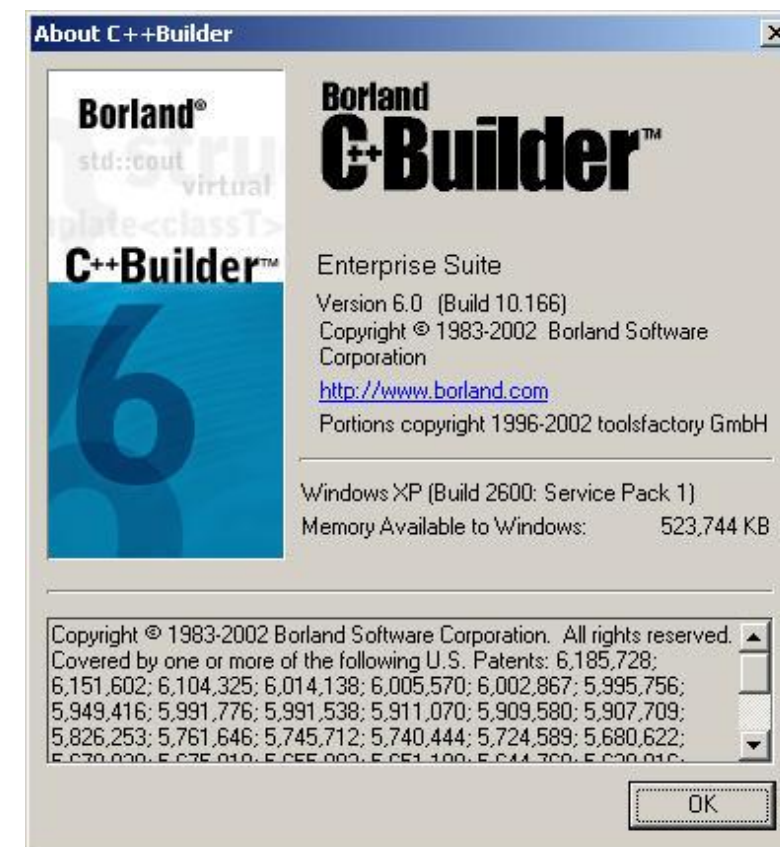 About C++Builder
Borland®
std::cout
stru
virtual
plate<classT>
C++Builder™
6
Borland
C++Builder™
Enterprise Suite
Version 6.0 (Build 10.166)
Copyright © 1983-2002 Borland Software
Corporation
http://www.borland.com
Portions copyright 1996-2002 toolsfactory GmbH
Windows XP (Build 2600: Service Pack 1)
Memory Available to Windows: 523,744 KB
Copyright © 1983-2002 Borland Software Corporation. All rights reserved.
Covered by one or more of the following U.S. Patents: 6,185,728;
6,151,602; 6,104,325; 6,014,138; 6,005,570; 6,002,867; 5,995,756;
5,949,416; 5,991,776; 5,991,538; 5,911,070; 5,909,580; 5,907,709;
5,826,253; 5,761,646; 5,745,712; 5,740,444; 5,724,589; 5,680,622;
OK